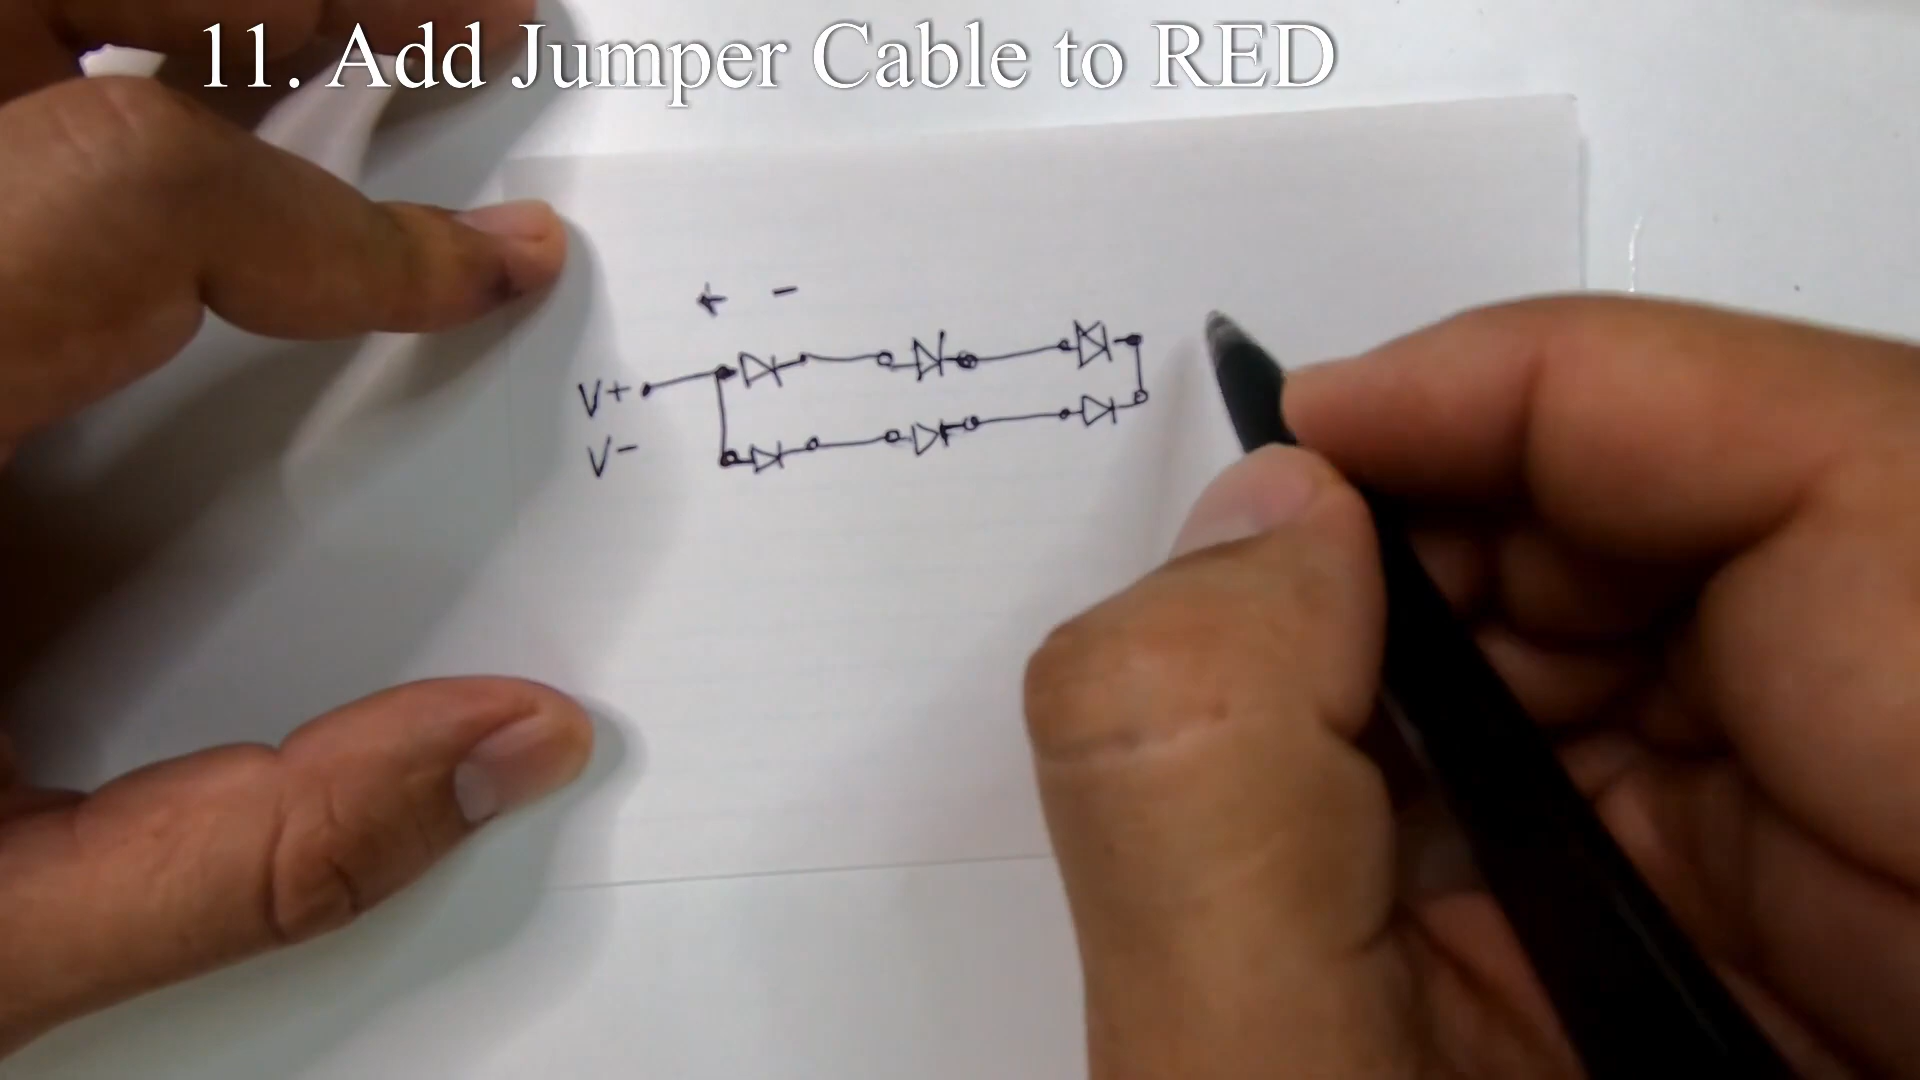 11. Add Jumper Cable to RED
+ -
V+
V-